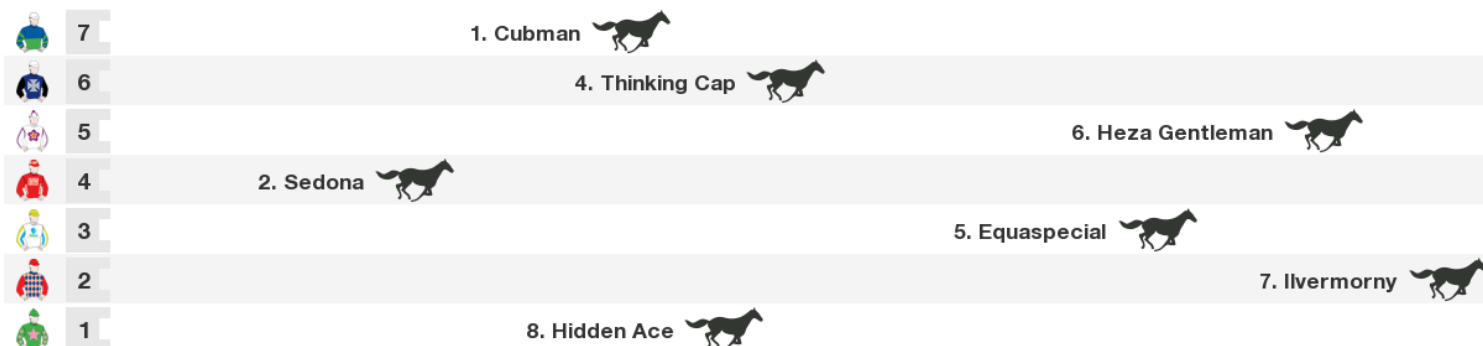 7 1. Cubman
6 4. Thinking Cap
5 6. Heza Gentleman
4 2. Sedona
3 5. Equaspecial
2 7. Ilvermorny
1 8. Hidden Ace